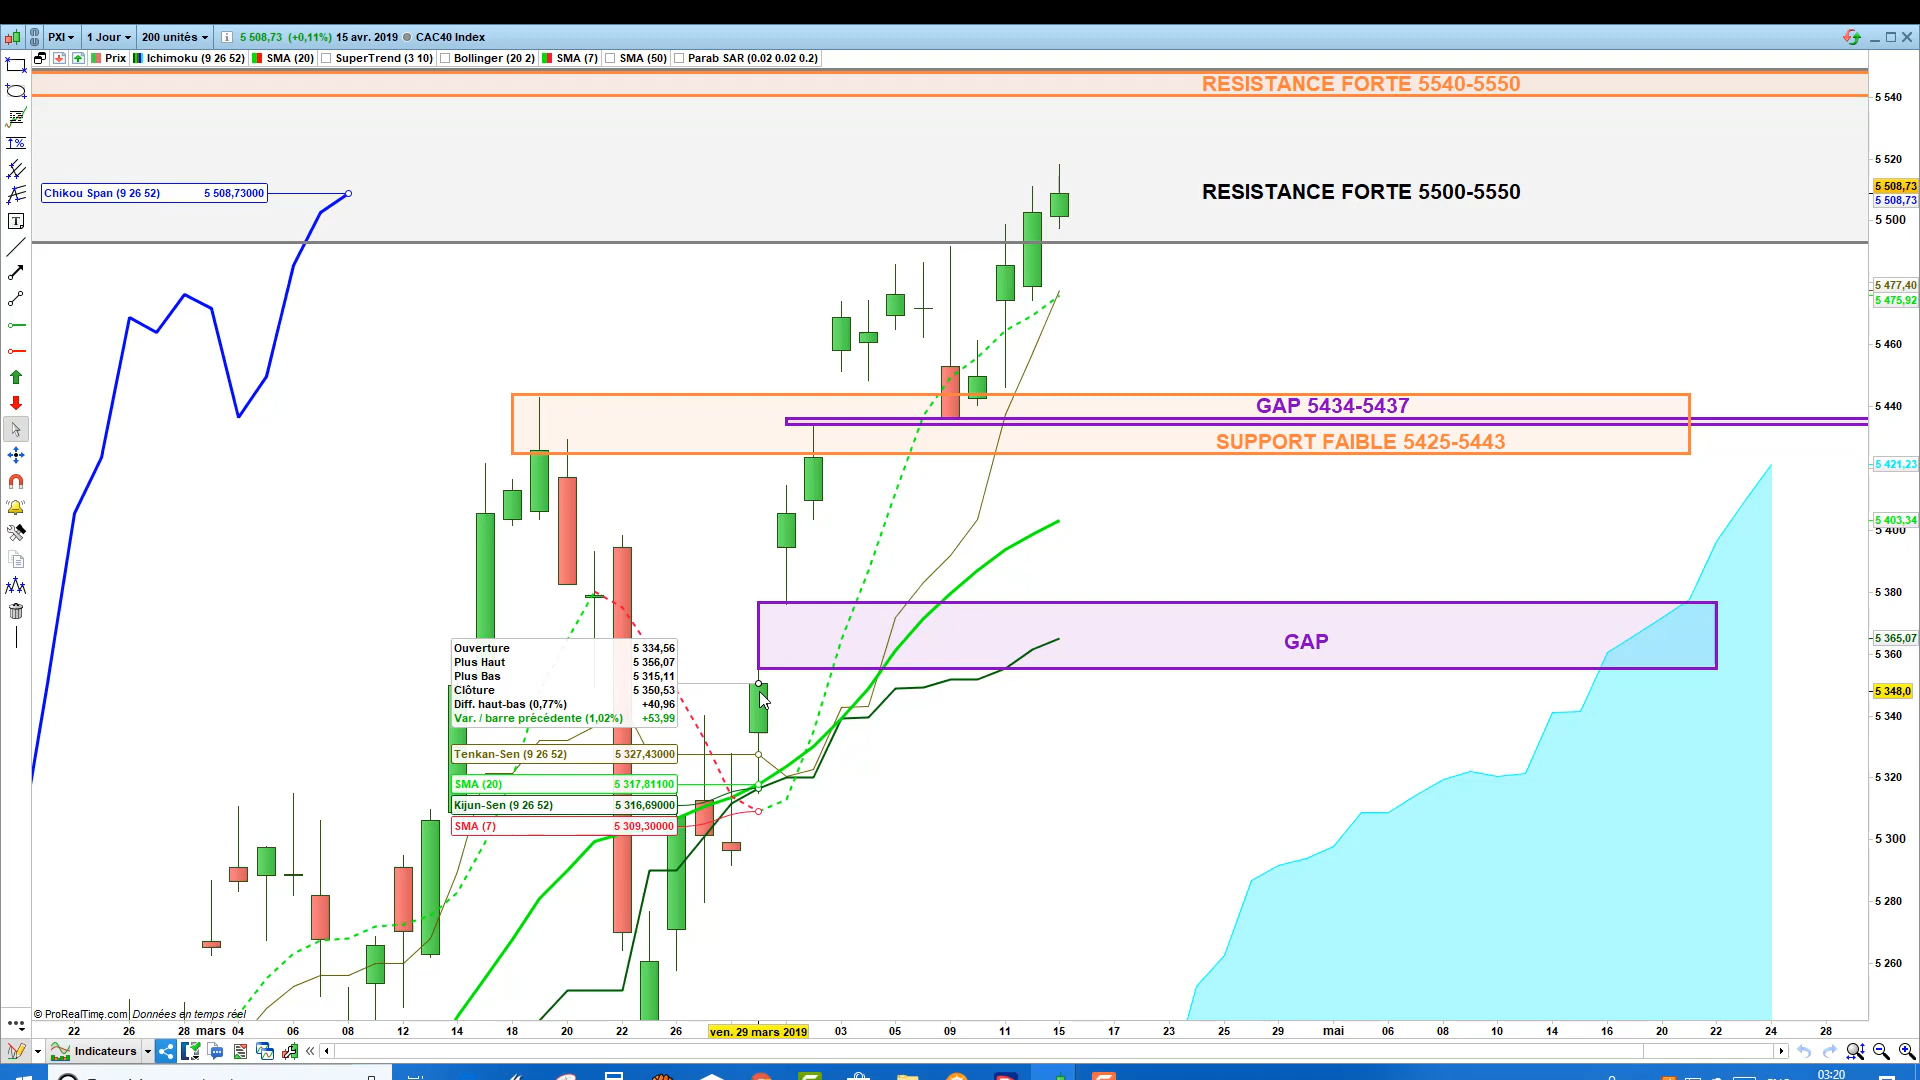 PXI 1 Jour 200 unités 5 508,73 (+0,11%) 15 avr. 2019 CAC40 Index
Prix Ichimoku (9 26 52) SMA (20) SuperTrend (3 10) Bollinger (20 2) SMA (7) SMA (50) Parab SAR (0.02 0.02 0.2)
RESISTANCE FORTE 5540-5550
5 540
5 520
Chikou Span (9 26 52) 5 508,73000
RESISTANCE FORTE 5500-5550
5 508,73
5 508,73
5 500
5 477,40
5 475,92
5 460
GAP 5434-5437
5 440
SUPPORT FAIBLE 5425-5443
5 421,23
5 403,34
5 400
5 380
GAP
5 365,07
5 360
Ouverture 5 334,56
Plus Haut 5 356,07
Plus Bas 5 315,11
Clôture 5 350,53
Diff. haut-bas (0,77%) +40,96
Var. / barre précédente (1,02%) +53,99
5 348,0
5 340
Tenkan-Sen (9 26 52) 5 327,43000
5 320
SMA (20) 5 317,81100
Kijun-Sen (9 26 52) 5 316,69000
SMA (7) 5 309,30000
5 300
5 280
5 260
© ProRealTime.com Données en temps réel
22 26 28 mars 04 06 08 12 14 18 20 22 26 ven. 29 mars 2019 03 05 09 11 15 17 23 25 29 mai 06 08 10 14 16 20 22 24 28
Indicateurs
03:20